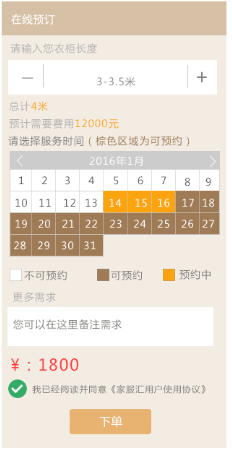 在线预订
请输入您衣柜长度
— 3-3.5米 +
总计4米
预计需要费用12000元
请选择服务时间（棕色区域为可预约）
2016年1月
1 2 3 4 5 6 7 8 9
10 11 12 13 14 15 16 17 18
19 20 21 22 23 24 25 26 27
28 29 30 31
不可预约 可预约 预约中
更多需求
您可以在这里备注需求
¥：1800
我已经阅读并同意《家服汇用户使用协议》
下单